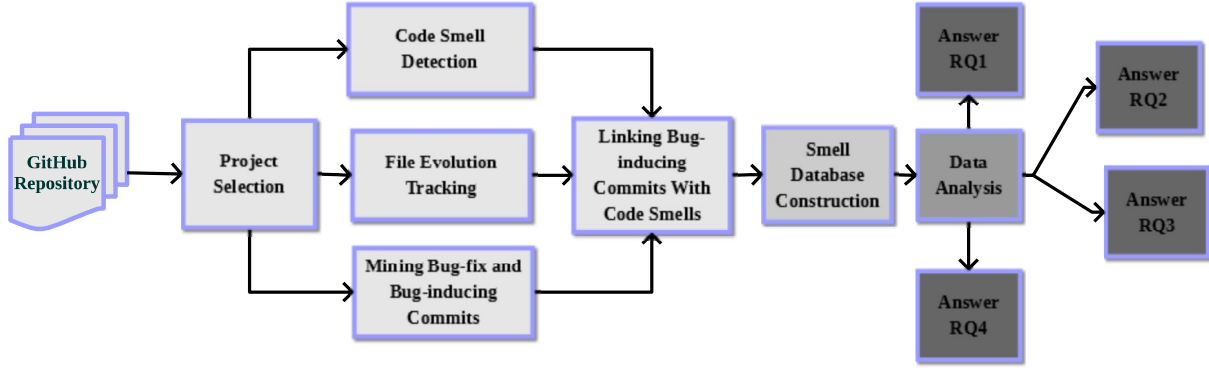 GitHub
Repository
Project
Selection
Code Smell
Detection
File Evolution
Tracking
Mining Bug-fix and
Bug-inducing
Commits
Linking Bug-
inducing
Commits With
Code Smells
Smell
Database
Construction
Data
Analysis
Answer
RQ1
Answer
RQ2
Answer
RQ3
Answer
RQ4